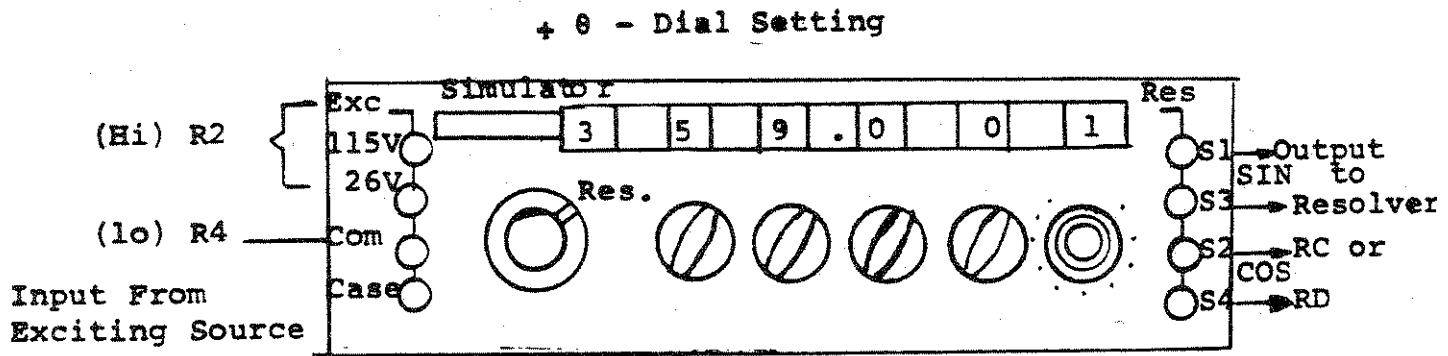 + θ - Dial Setting
Exc Simulator Res
(Hi) R2 115V 3 5 9 . 0 0 1 S1 Output
26V SIN to
Res. S3 Resolver
(lo) R4 Com S2 RC or
COS
Input From Case S4 RD
Exciting Source